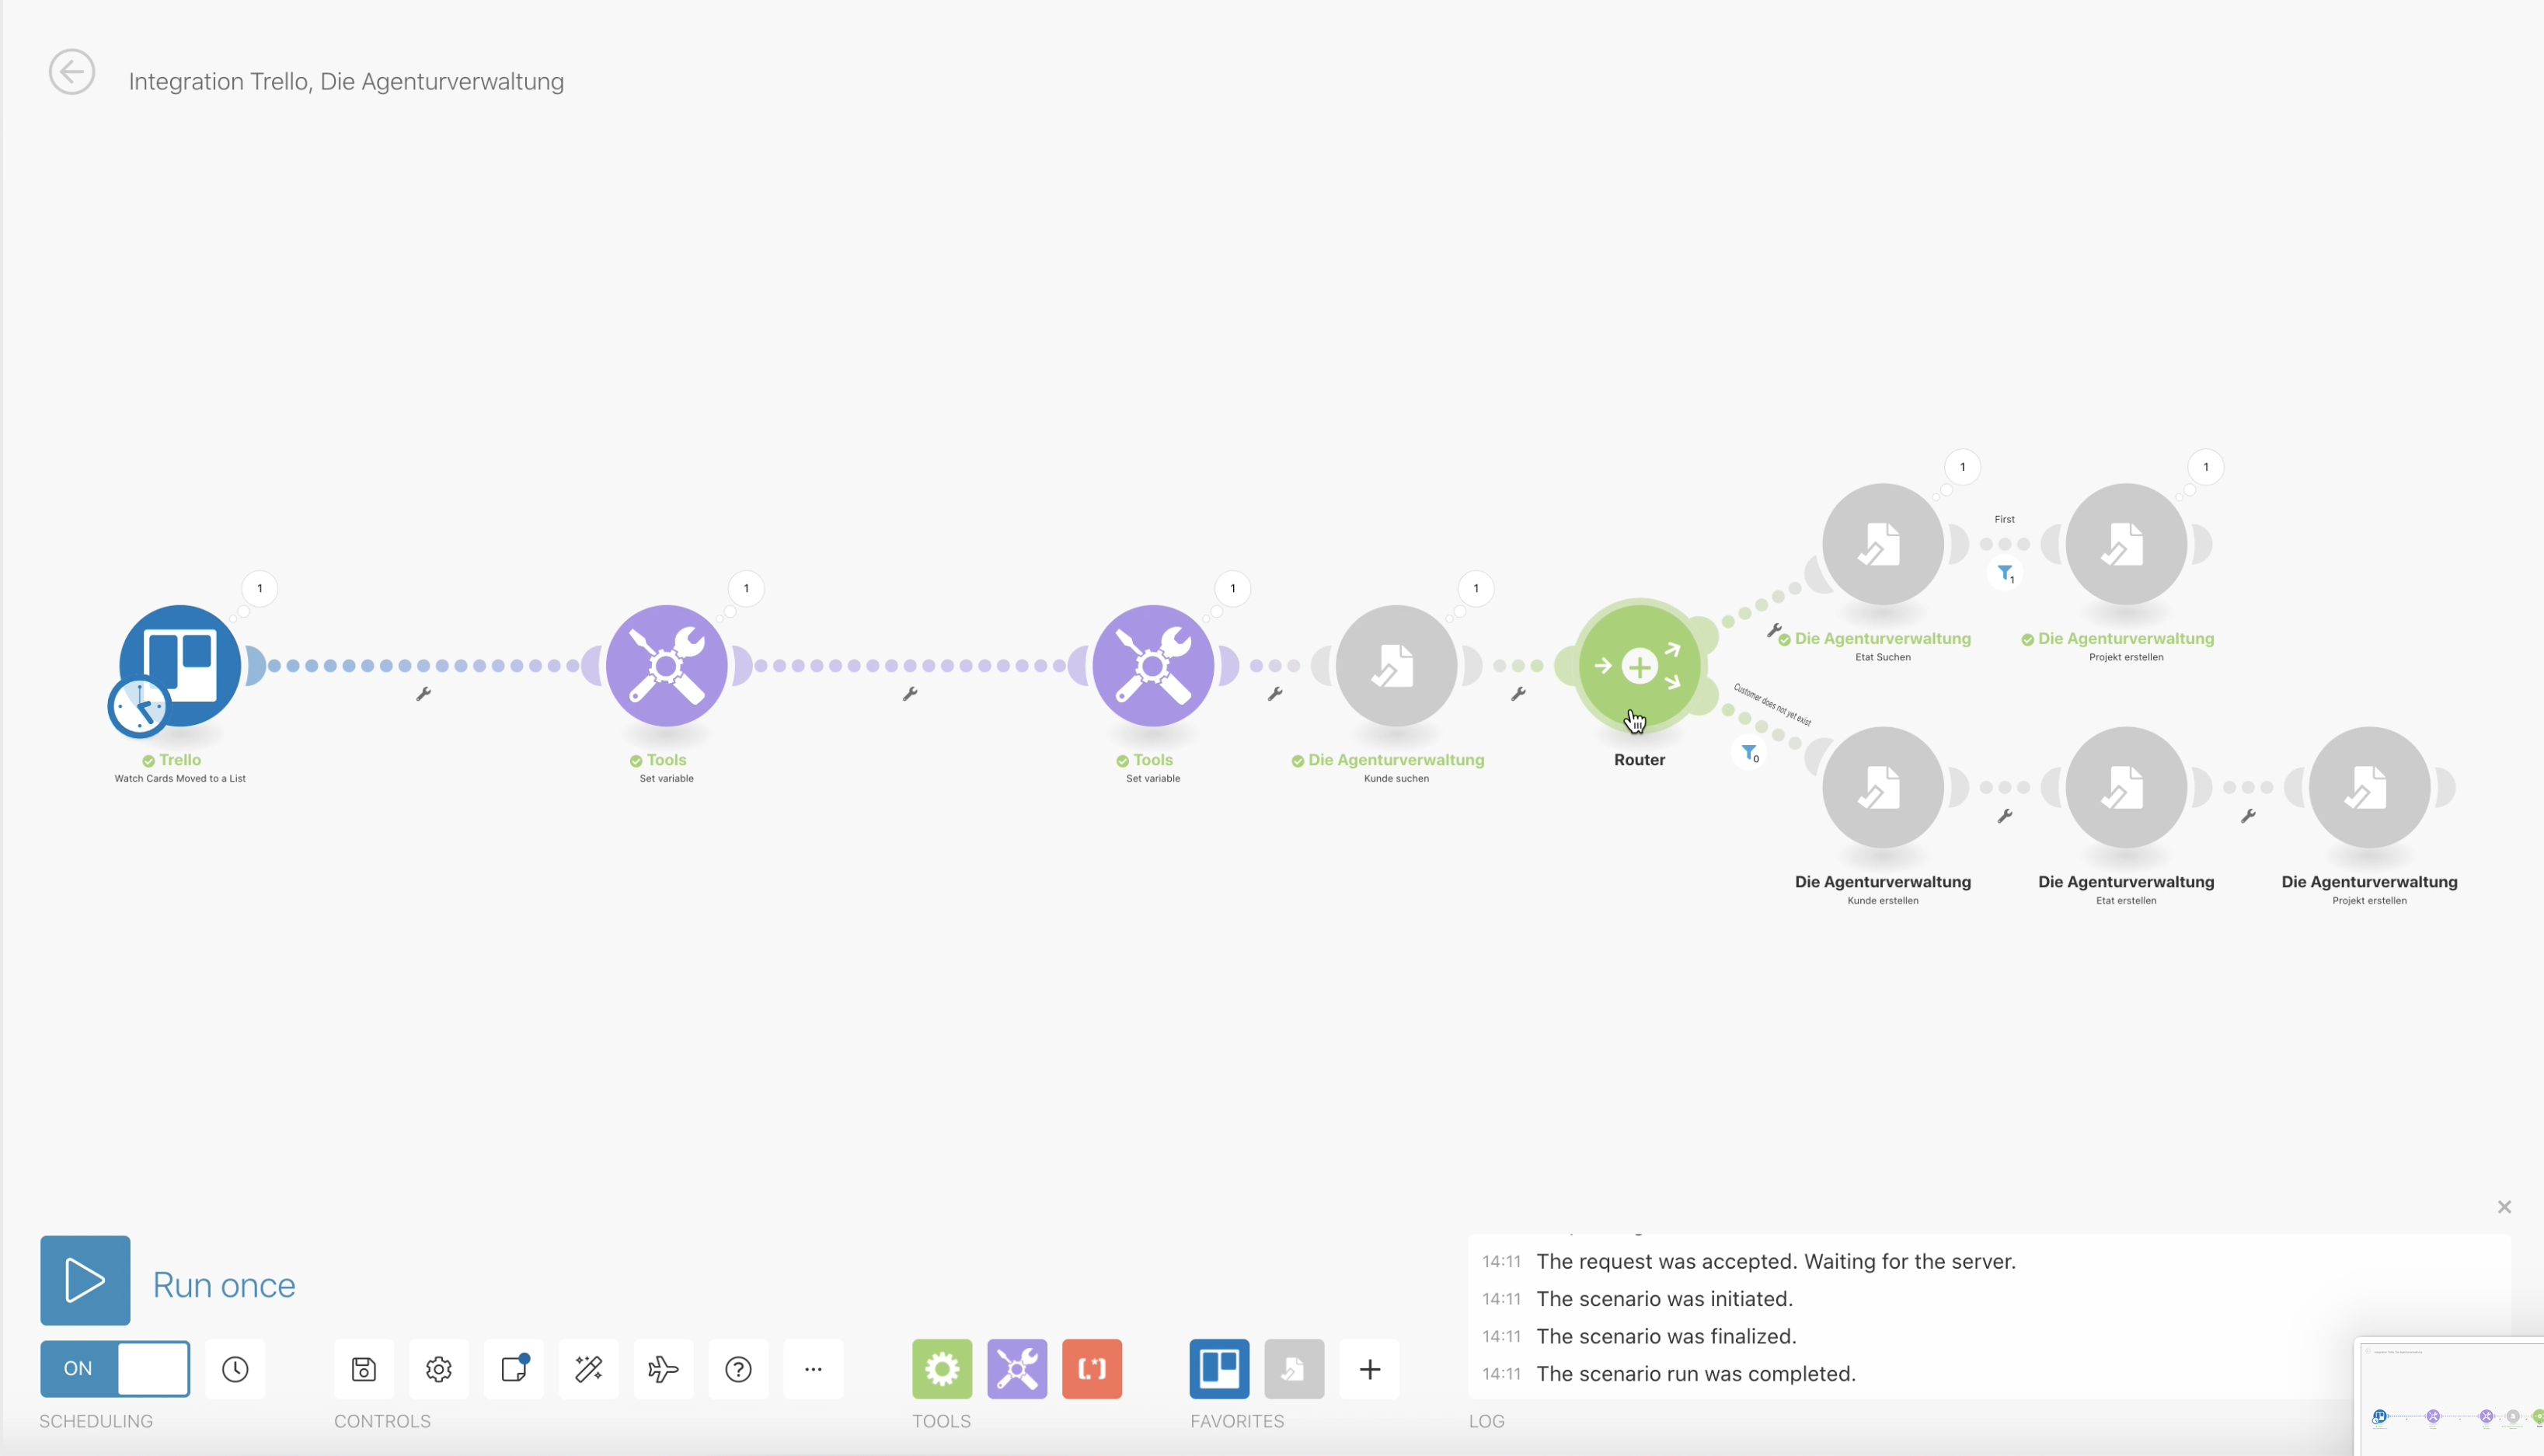 Integration Trello, Die Agenturverwaltung
1
1
First
1
1
1
1
1
Die Agenturverwaltung
Etat Suchen
Die Agenturverwaltung
Projekt erstellen
Customer does not yet exist
0
Trello
Watch Cards Moved to a List
Tools
Set variable
Tools
Set variable
Die Agenturverwaltung
Kunde suchen
Router
Die Agenturverwaltung
Kunde erstellen
Die Agenturverwaltung
Etat erstellen
Die Agenturverwaltung
Projekt erstellen
Run once
14:11 The request was accepted. Waiting for the server.
14:11 The scenario was initiated.
14:11 The scenario was finalized.
14:11 The scenario run was completed.
ON
SCHEDULING
CONTROLS
TOOLS
FAVORITES
LOG